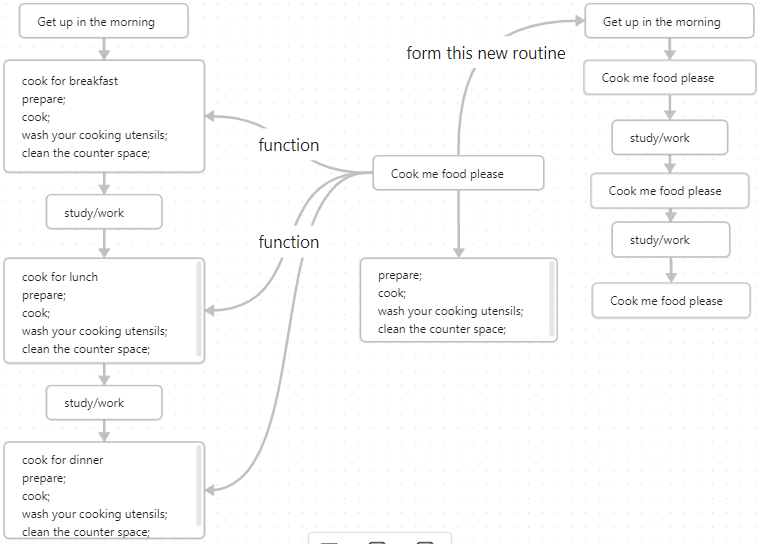 Get up in the morning
cook for breakfast
prepare;
cook;
wash your cooking utensils;
clean the counter space;
study/work
cook for lunch
prepare;
cook;
wash your cooking utensils;
clean the counter space;
study/work
cook for dinner
prepare;
cook;
wash your cooking utensils;
clean the counter space;
function
function
Cook me food please
prepare;
cook;
wash your cooking utensils;
clean the counter space;
form this new routine
Get up in the morning
Cook me food please
study/work
Cook me food please
study/work
Cook me food please